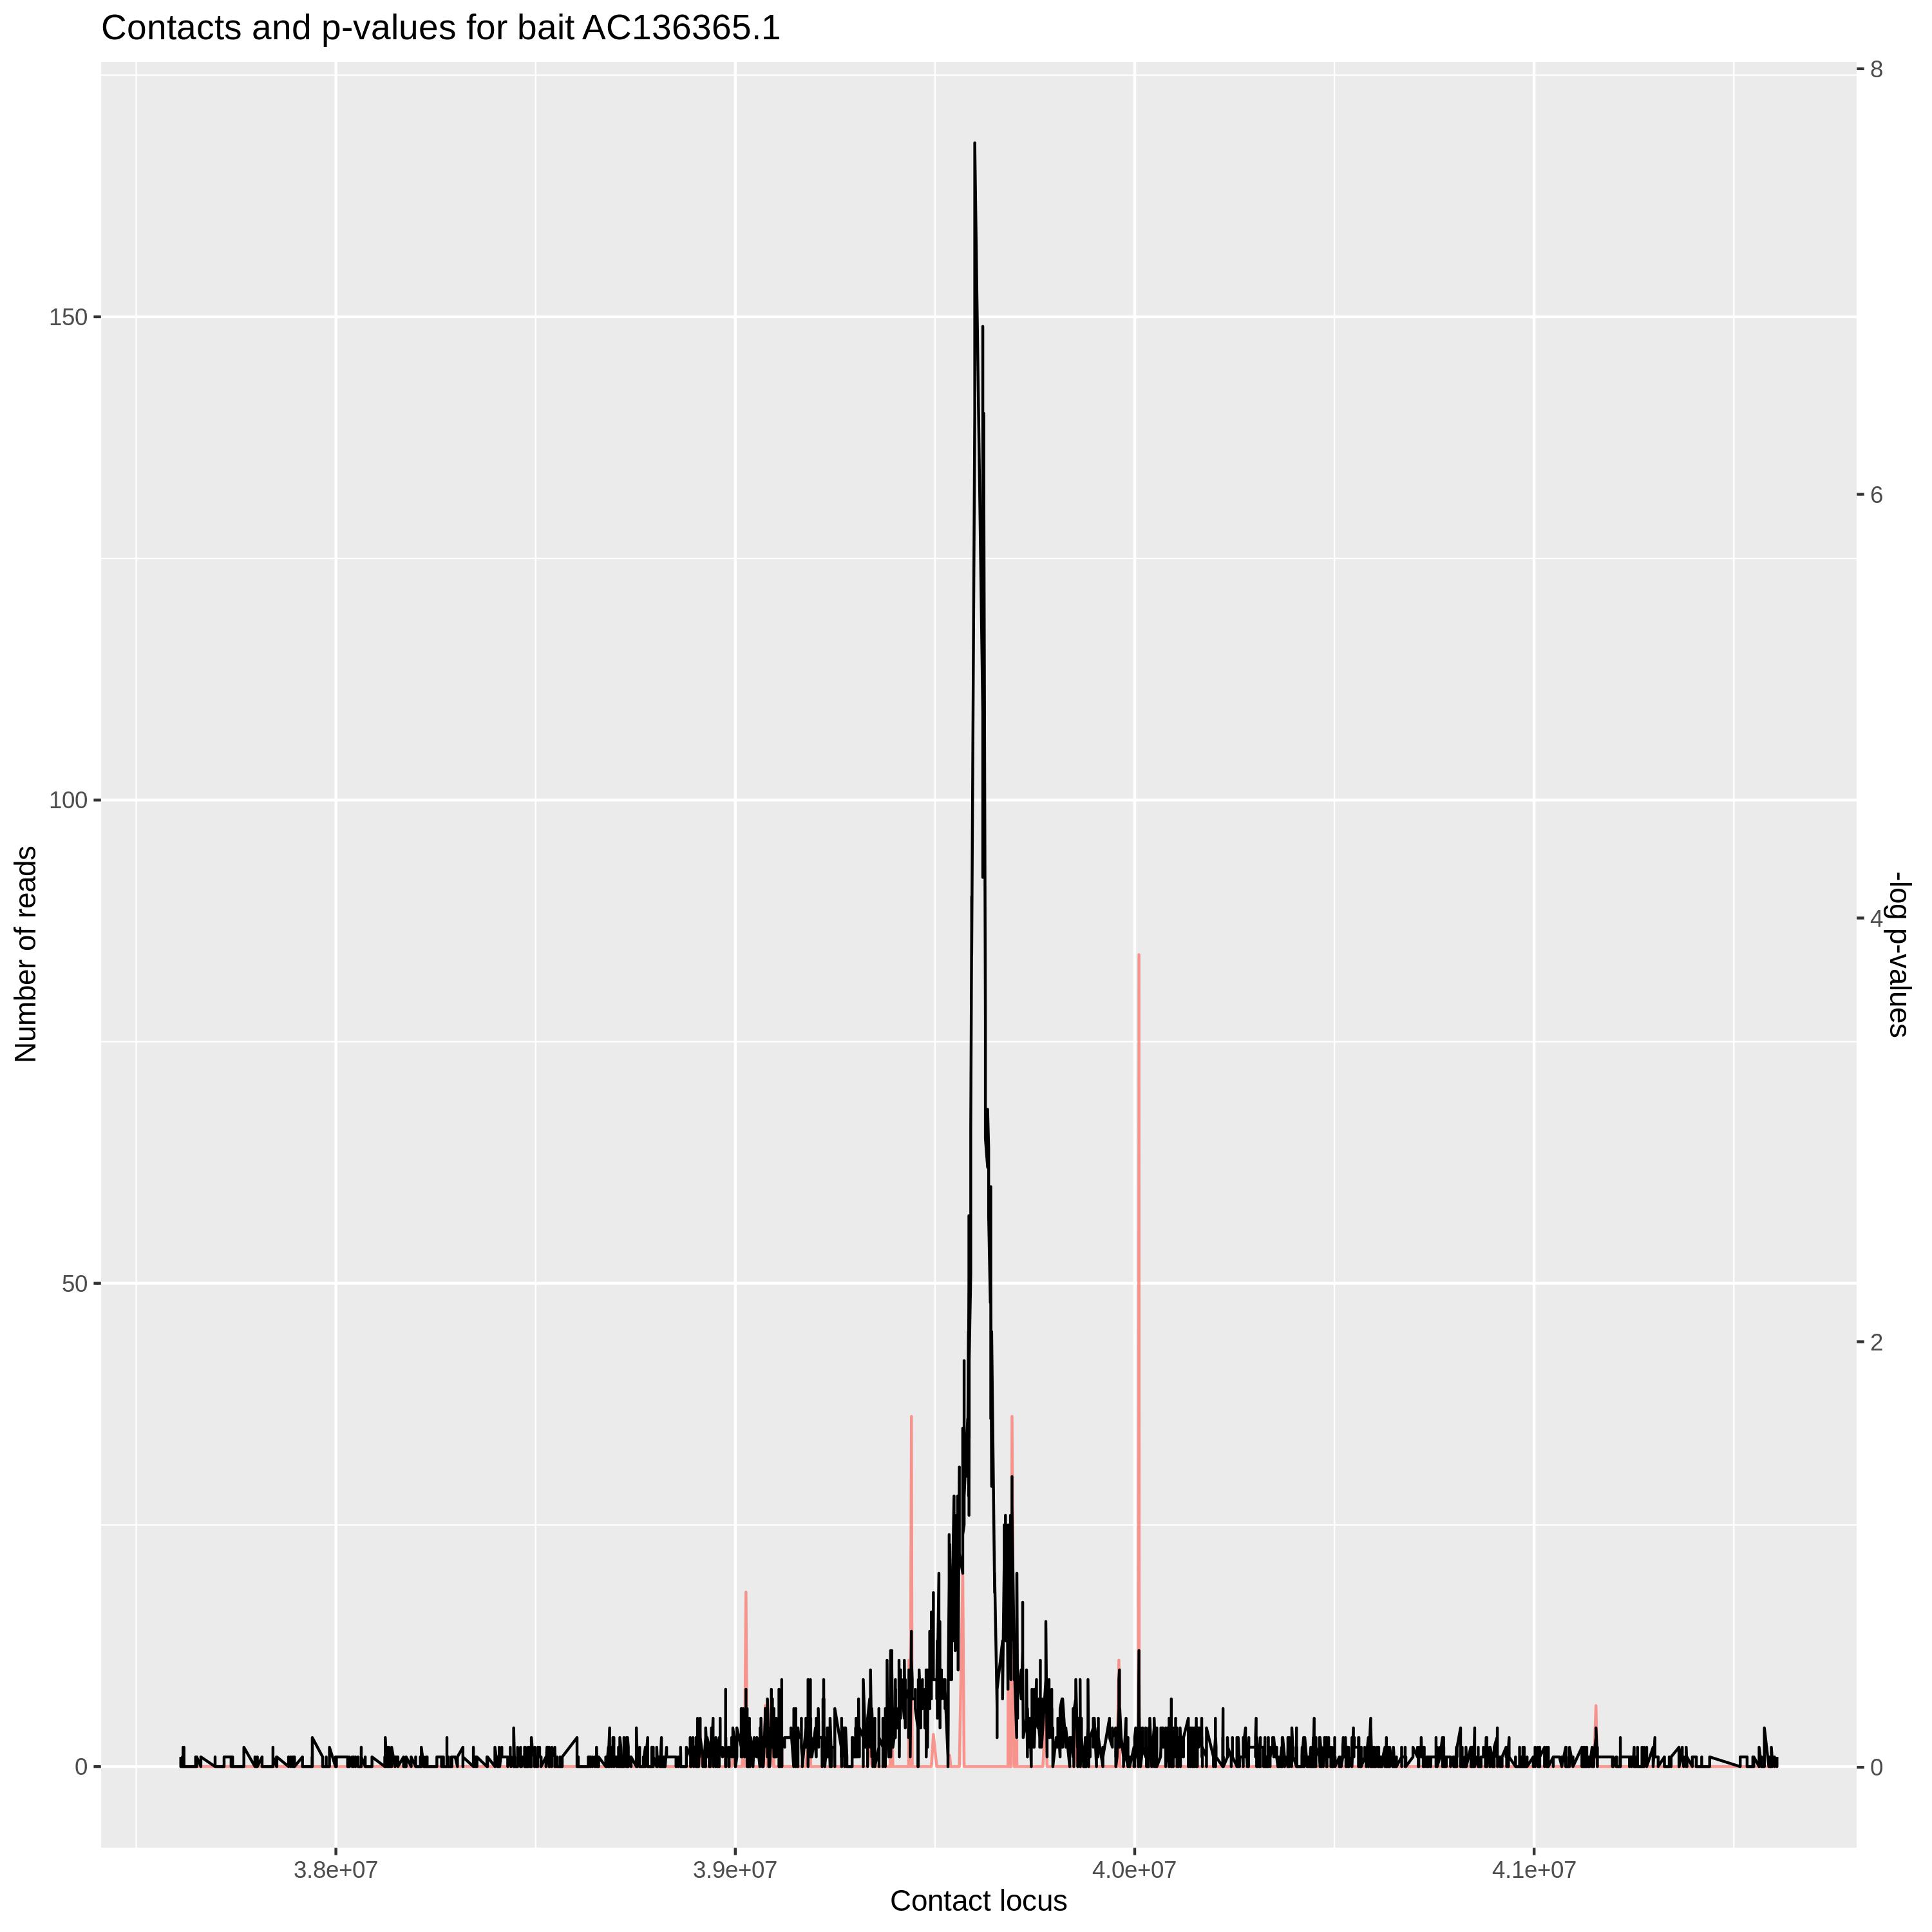 Contacts and p-values for bait AC136365.1
150
100
50
0
Number of reads
8
6
4
2
0
-log p-values
3.8e+07
3.9e+07
4.0e+07
4.1e+07
Contact locus